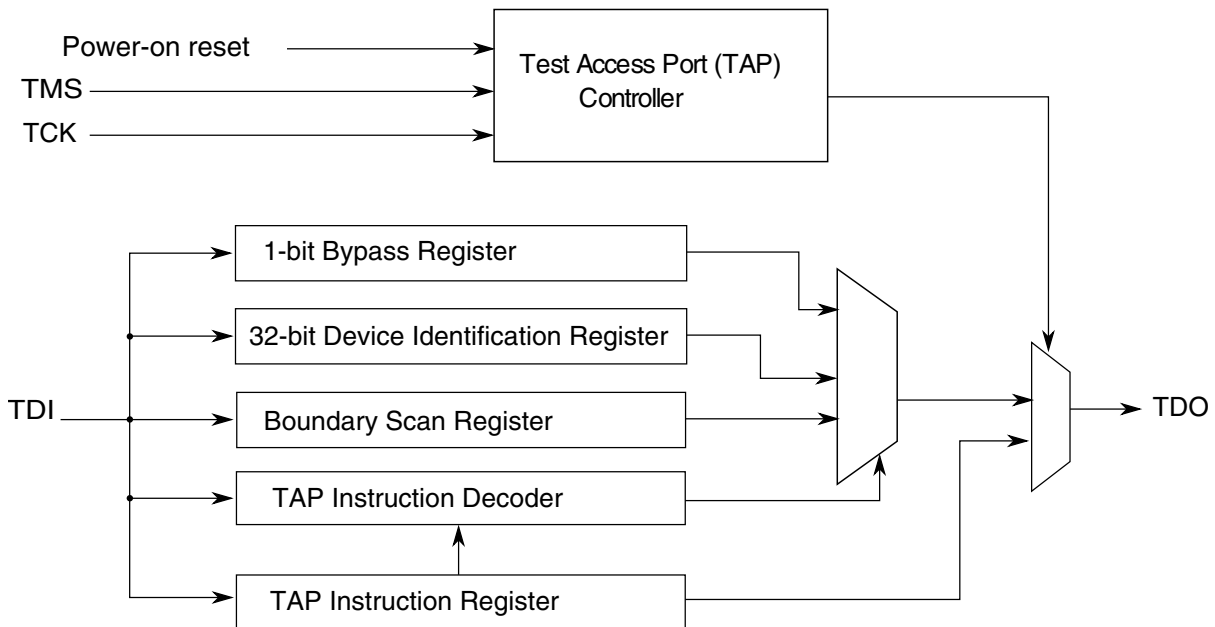 Power-on reset
TMS
TCK
Test Access Port (TAP)
Controller
1-bit Bypass Register
32-bit Device Identification Register
TDI
Boundary Scan Register
TDO
TAP Instruction Decoder
TAP Instruction Register